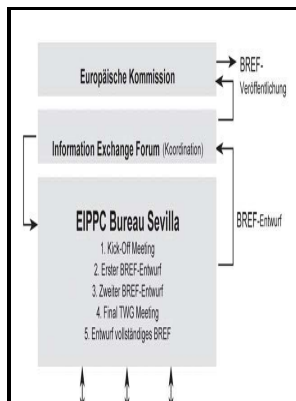 Europäische Kommission
BREF-
Veröffentlichung
Information Exchange Forum (Koordination)
EIPPC Bureau Sevilla
1. Kick-Off Meeting
2. Erster BREF-Entwurf
3. Zweiter BREF-Entwurf
4. Final TWG Meeting
5. Entwurf vollständiges BREF
BREF-Entwurf